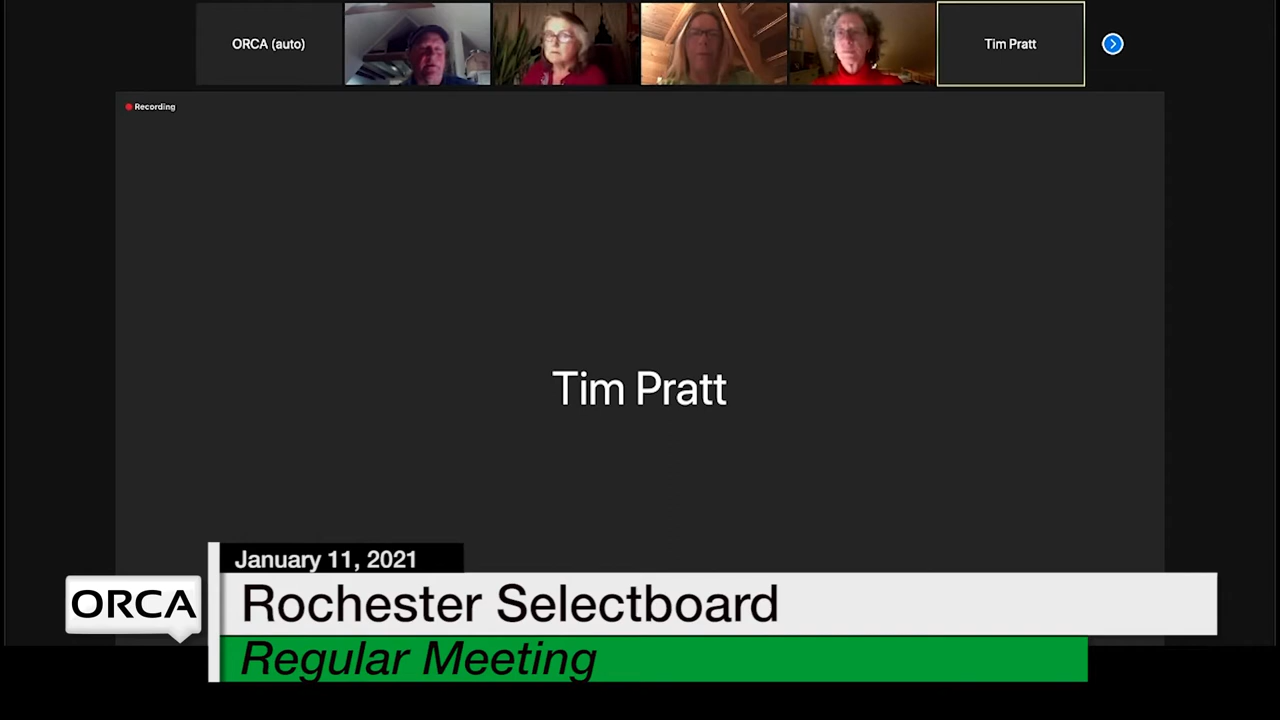 ORCA (auto)
Tim Pratt
Recording
Tim Pratt
January 11, 2021
ORCA
Rochester Selectboard
Regular Meeting